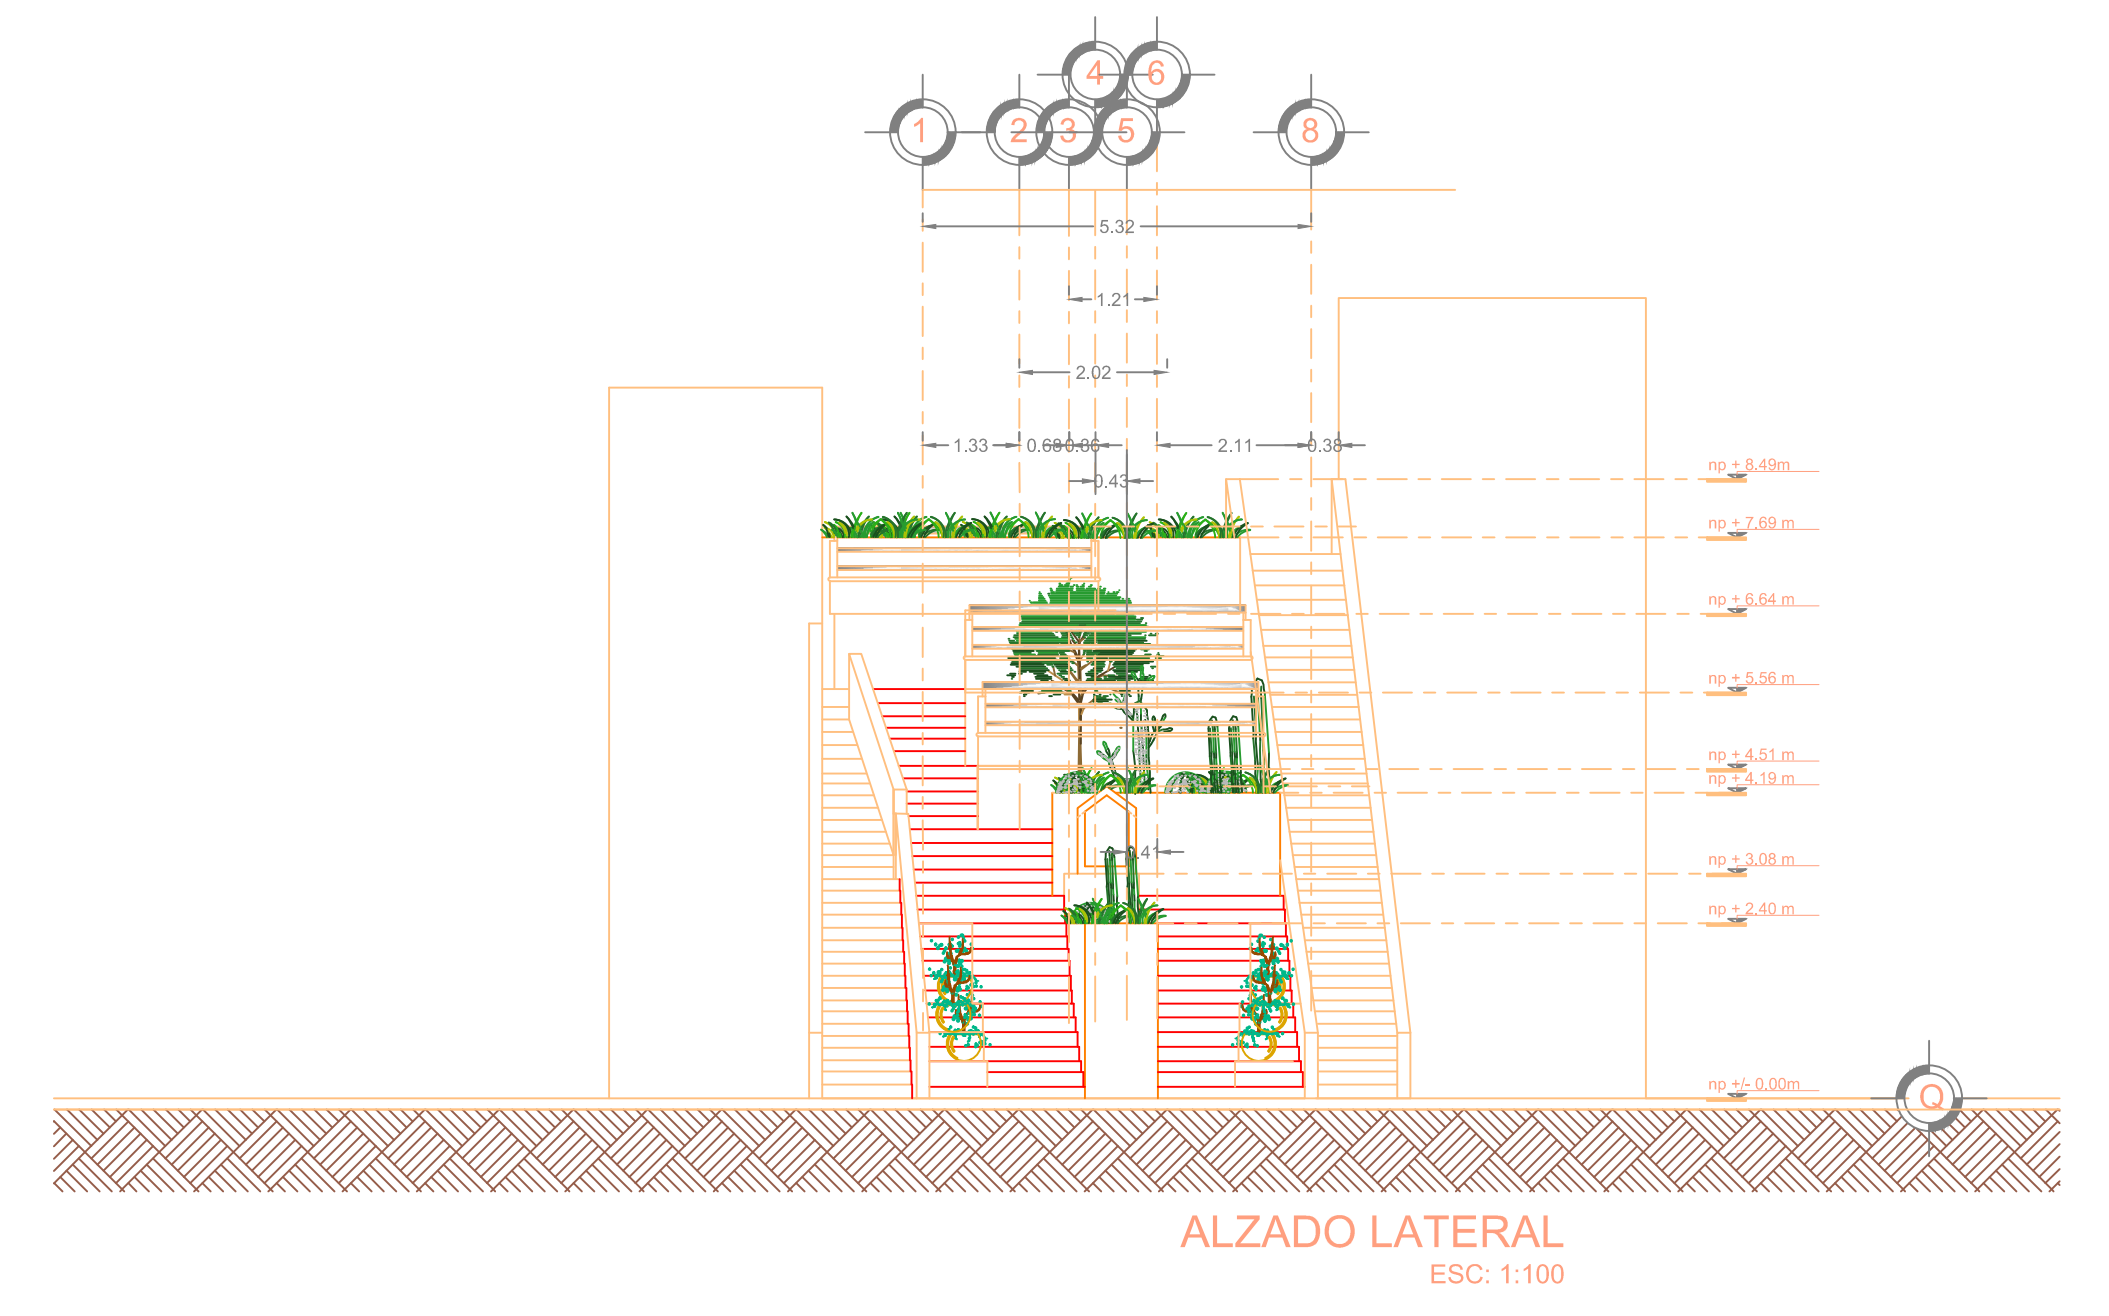 4 6
1 2 3 5 8
5.32
1.21
2.02
1.33 0.68 0.36 2.11 0.38
0.43
np + 8.49m
np + 7.69 m
np + 6.64 m
np + 5.56 m
np + 4.51 m
np + 4.19 m
np + 3.08 m
np + 2.40 m
np +/- 0.00m
Q
ALZADO LATERAL
ESC: 1:100